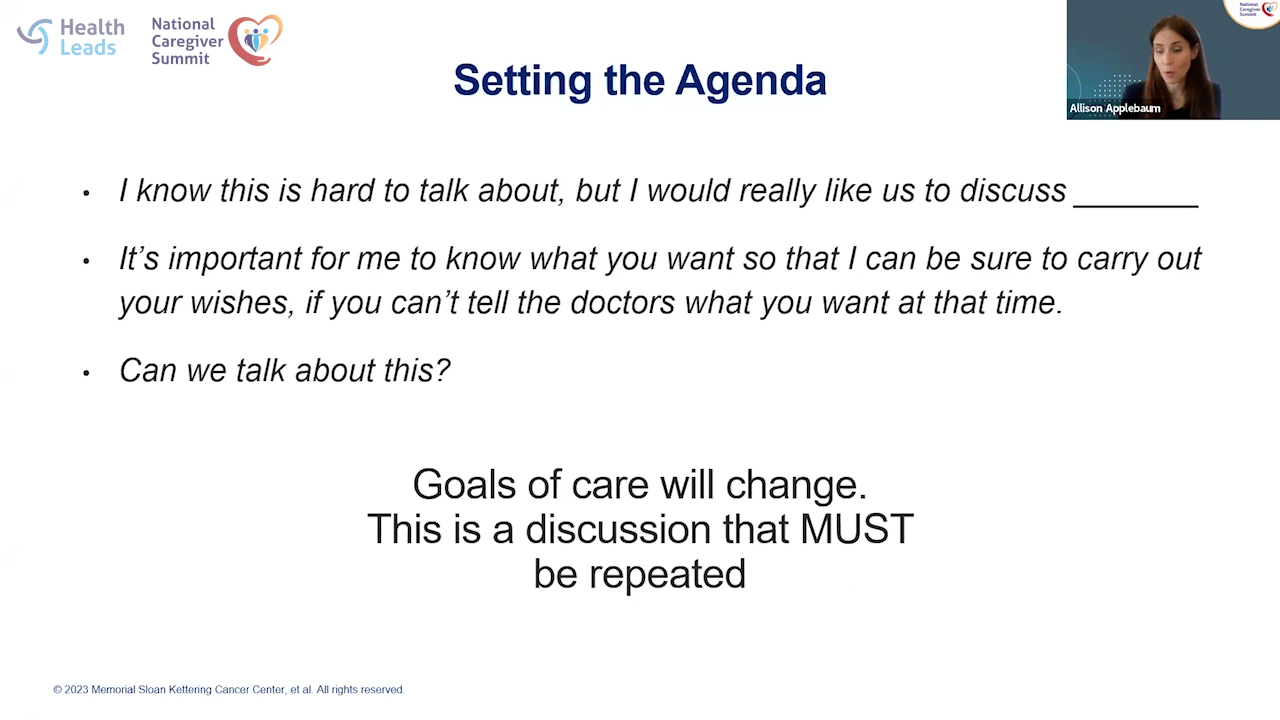 Health
Leads
National
Caregiver
Summit
National
Caregiver
Summit
Allison Applebaum
Setting the Agenda
• I know this is hard to talk about, but I would really like us to discuss _______
• It’s important for me to know what you want so that I can be sure to carry out
your wishes, if you can’t tell the doctors what you want at that time.
• Can we talk about this?
Goals of care will change.
This is a discussion that MUST
be repeated
© 2023 Memorial Sloan Kettering Cancer Center, et al. All rights reserved.